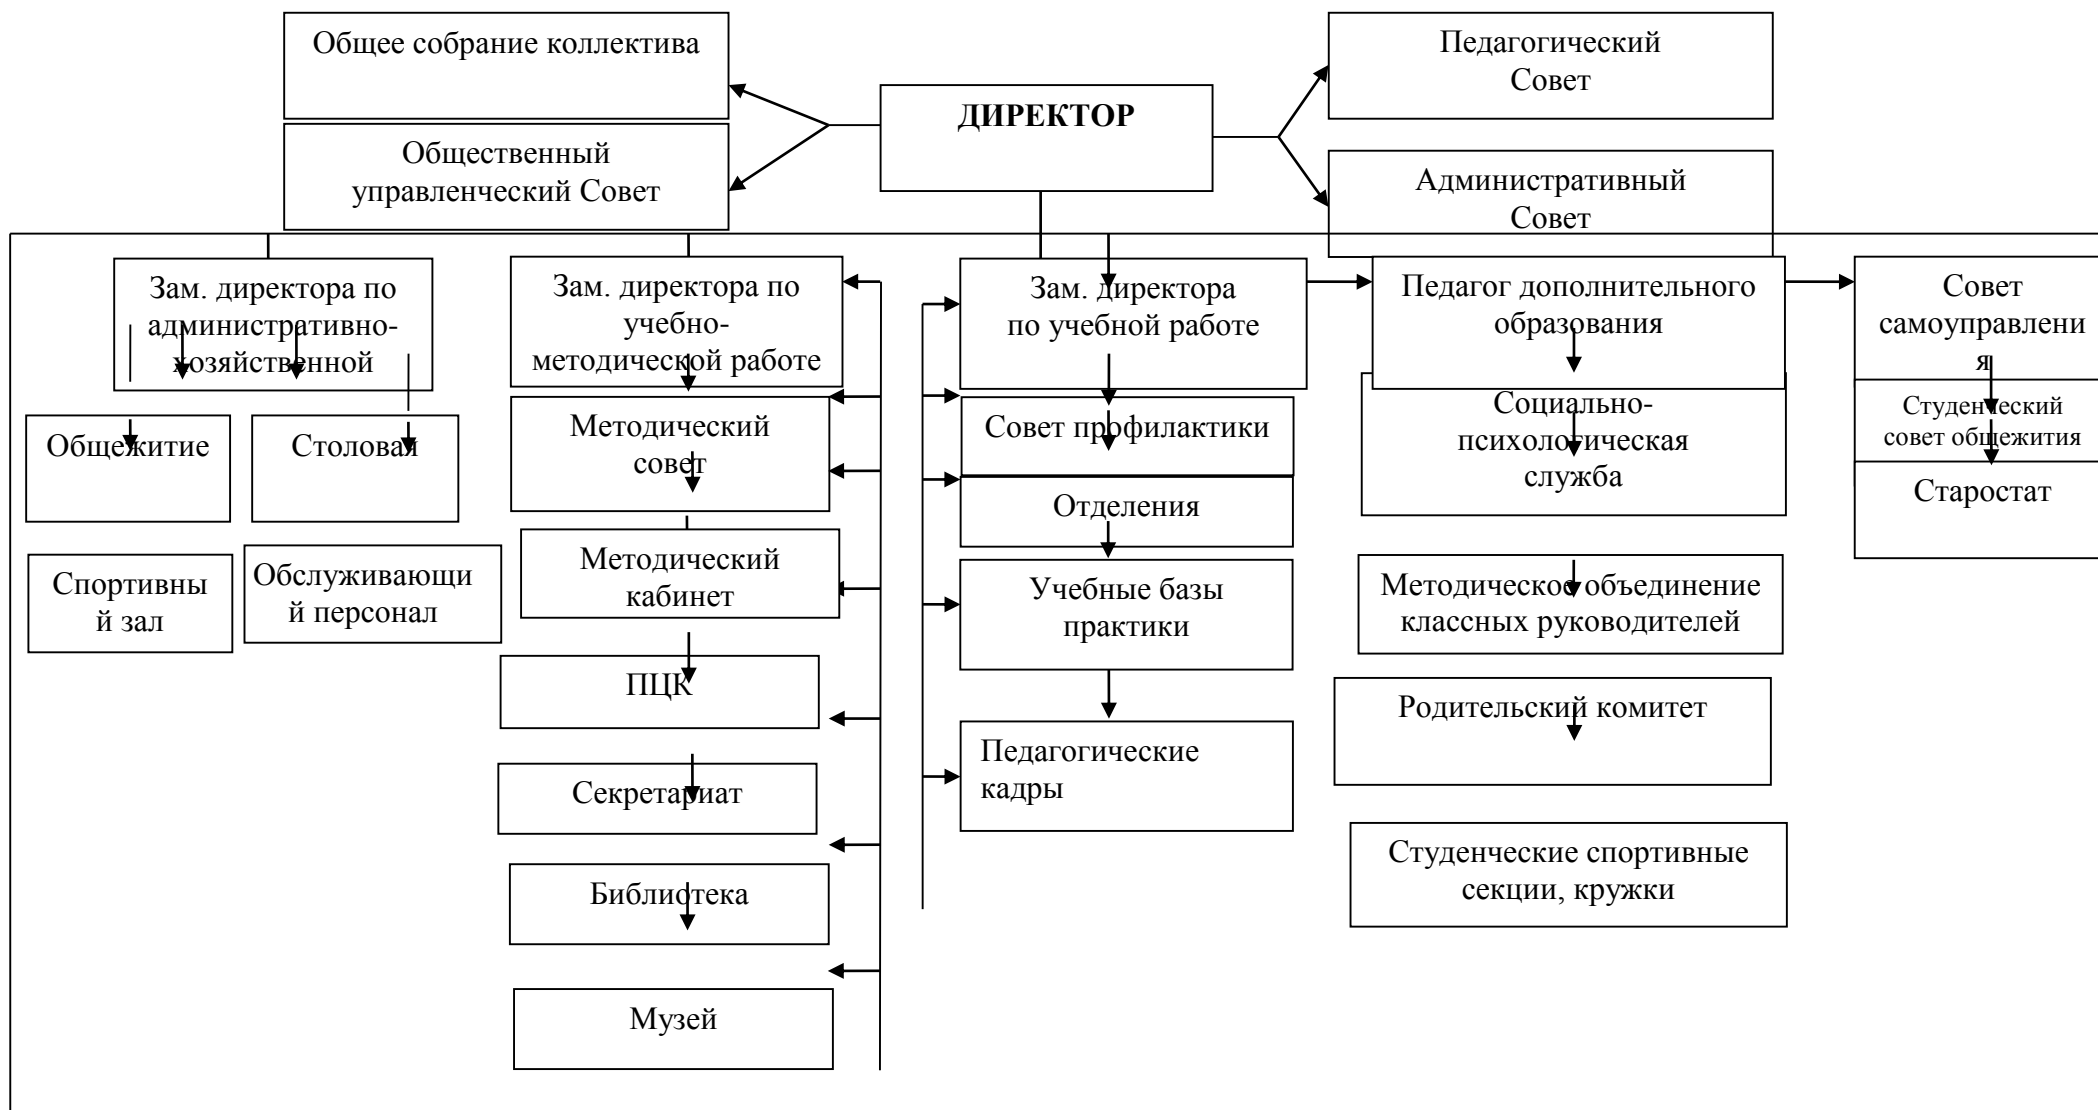 Общее собрание коллектива
Общественный
управленческий Совет
ДИРЕКТОР
Педагогический
Совет
Административный
Совет
Зам. директора по
административно-
хозяйственной
Общежитие
Столовая
Спортивны
й зал
Обслуживающи
й персонал
Зам. директора по
учебно-
методической работе
Методический
совет
Методический
кабинет
ПЦК
Секретариат
Библиотека
Музей
Зам. директора
по учебной работе
Совет профилактики
Отделения
Учебные базы
практики
Педагогические
кадры
Педагог дополнительного
образования
Социально-
психологическая
служба
Методическое объединение
классных руководителей
Родительский комитет
Студенческие спортивные
секции, кружки
Совет
самоуправлени
я
Студенческий
совет общежития
Старостат